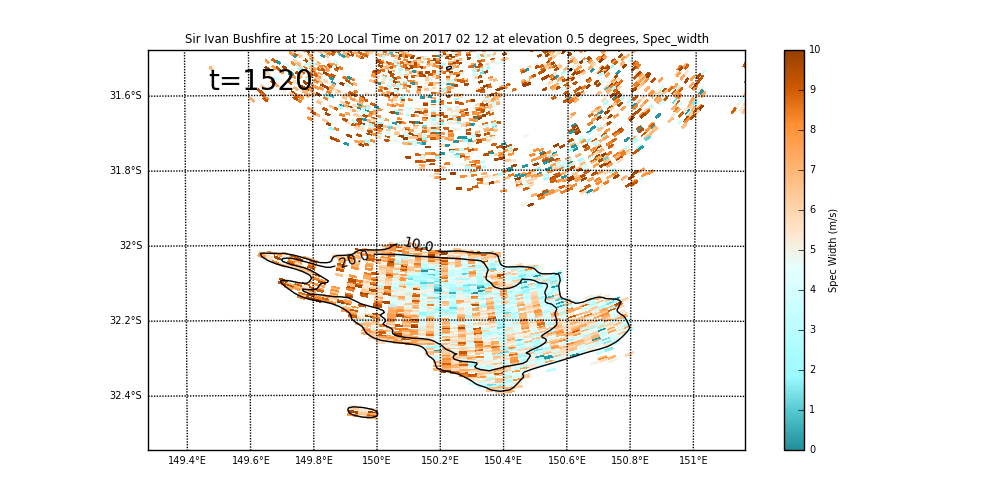 Sir Ivan Bushfire at 15:20 Local Time on 2017 02 12 at elevation 0.5 degrees, Spec_width
t=1520
31.6°S
31.8°S
32°S
32.2°S
32.4°S
10.0
20.0
149.4°E 149.6°E 149.8°E 150°E 150.2°E 150.4°E 150.6°E 150.8°E 151°E
10
9
8
7
6
5
4
3
2
1
0
Spec Width (m/s)